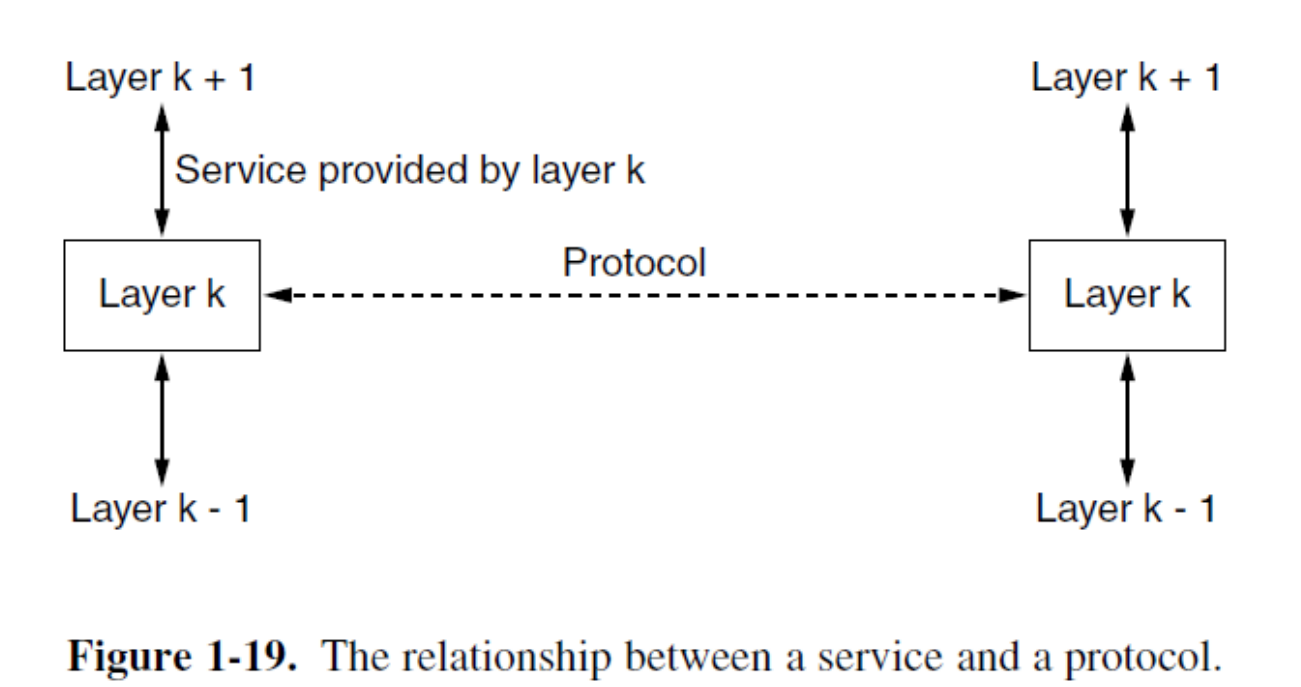 Layer k + 1
Layer k + 1
Service provided by layer k
Protocol
Layer k
Layer k
Layer k - 1
Layer k - 1
Figure 1-19. The relationship between a service and a protocol.